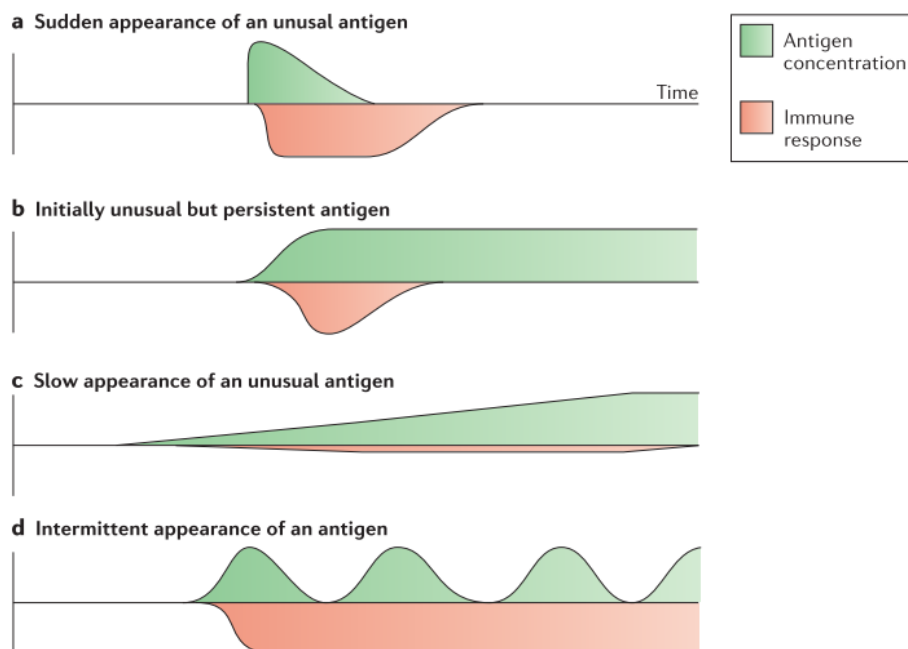 a Sudden appearance of an unusal antigen
Antigen
concentration
Time
Immune
response
b Initially unusual but persistent antigen
c Slow appearance of an unusual antigen
d Intermittent appearance of an antigen